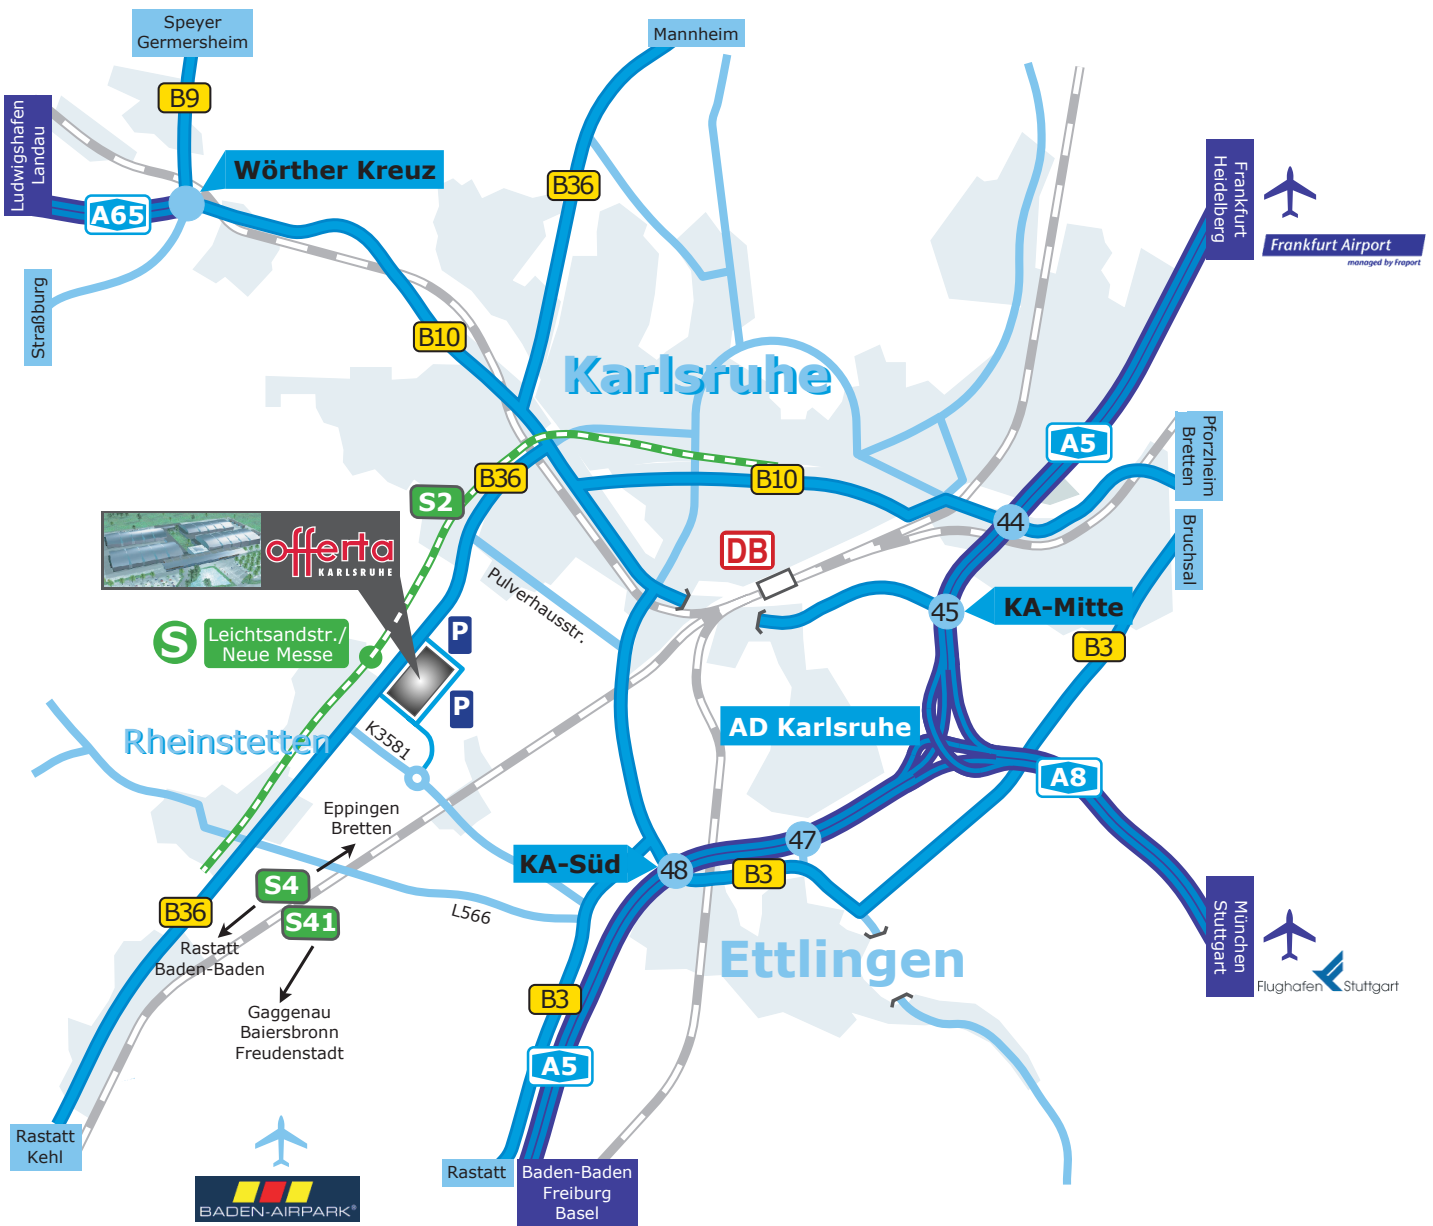 Speyer
Germersheim
Mannheim
B9
Ludwigshafen
Landau
Wörther Kreuz
A65
B36
Frankfurt
Heidelberg
Frankfurt Airport
managed by Fraport
Straßburg
B10
Karlsruhe
A5
Pforzheim
Bretten
B36
B10
S2
44
Bruchsal
offerta
KARLSRUHE
DB
Pulverhausstr.
45
KA-Mitte
S
Leichtsandstr./
Neue Messe
P
B3
P
AD Karlsruhe
Rheinstetten
K3581
A8
Eppingen
Bretten
47
KA-Süd
48
B3
S4
B36
S41
L566
Rastatt
Baden-Baden
Ettlingen
München
Stuttgart
Flughafen Stuttgart
B3
Gaggenau
Baiersbronn
Freudenstadt
A5
Rastatt
Kehl
Rastatt
Baden-Baden
Freiburg
Basel
BADEN-AIRPARK®